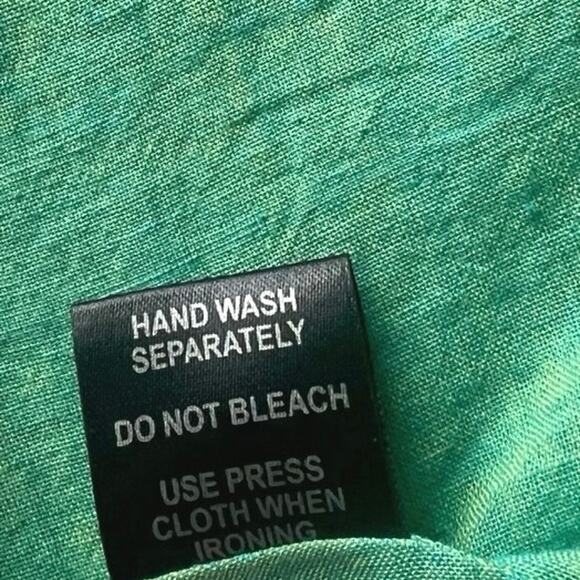 HAND WASH
SEPARATELY
DO NOT BLEACH
USE PRESS
CLOTH WHEN
IRONING